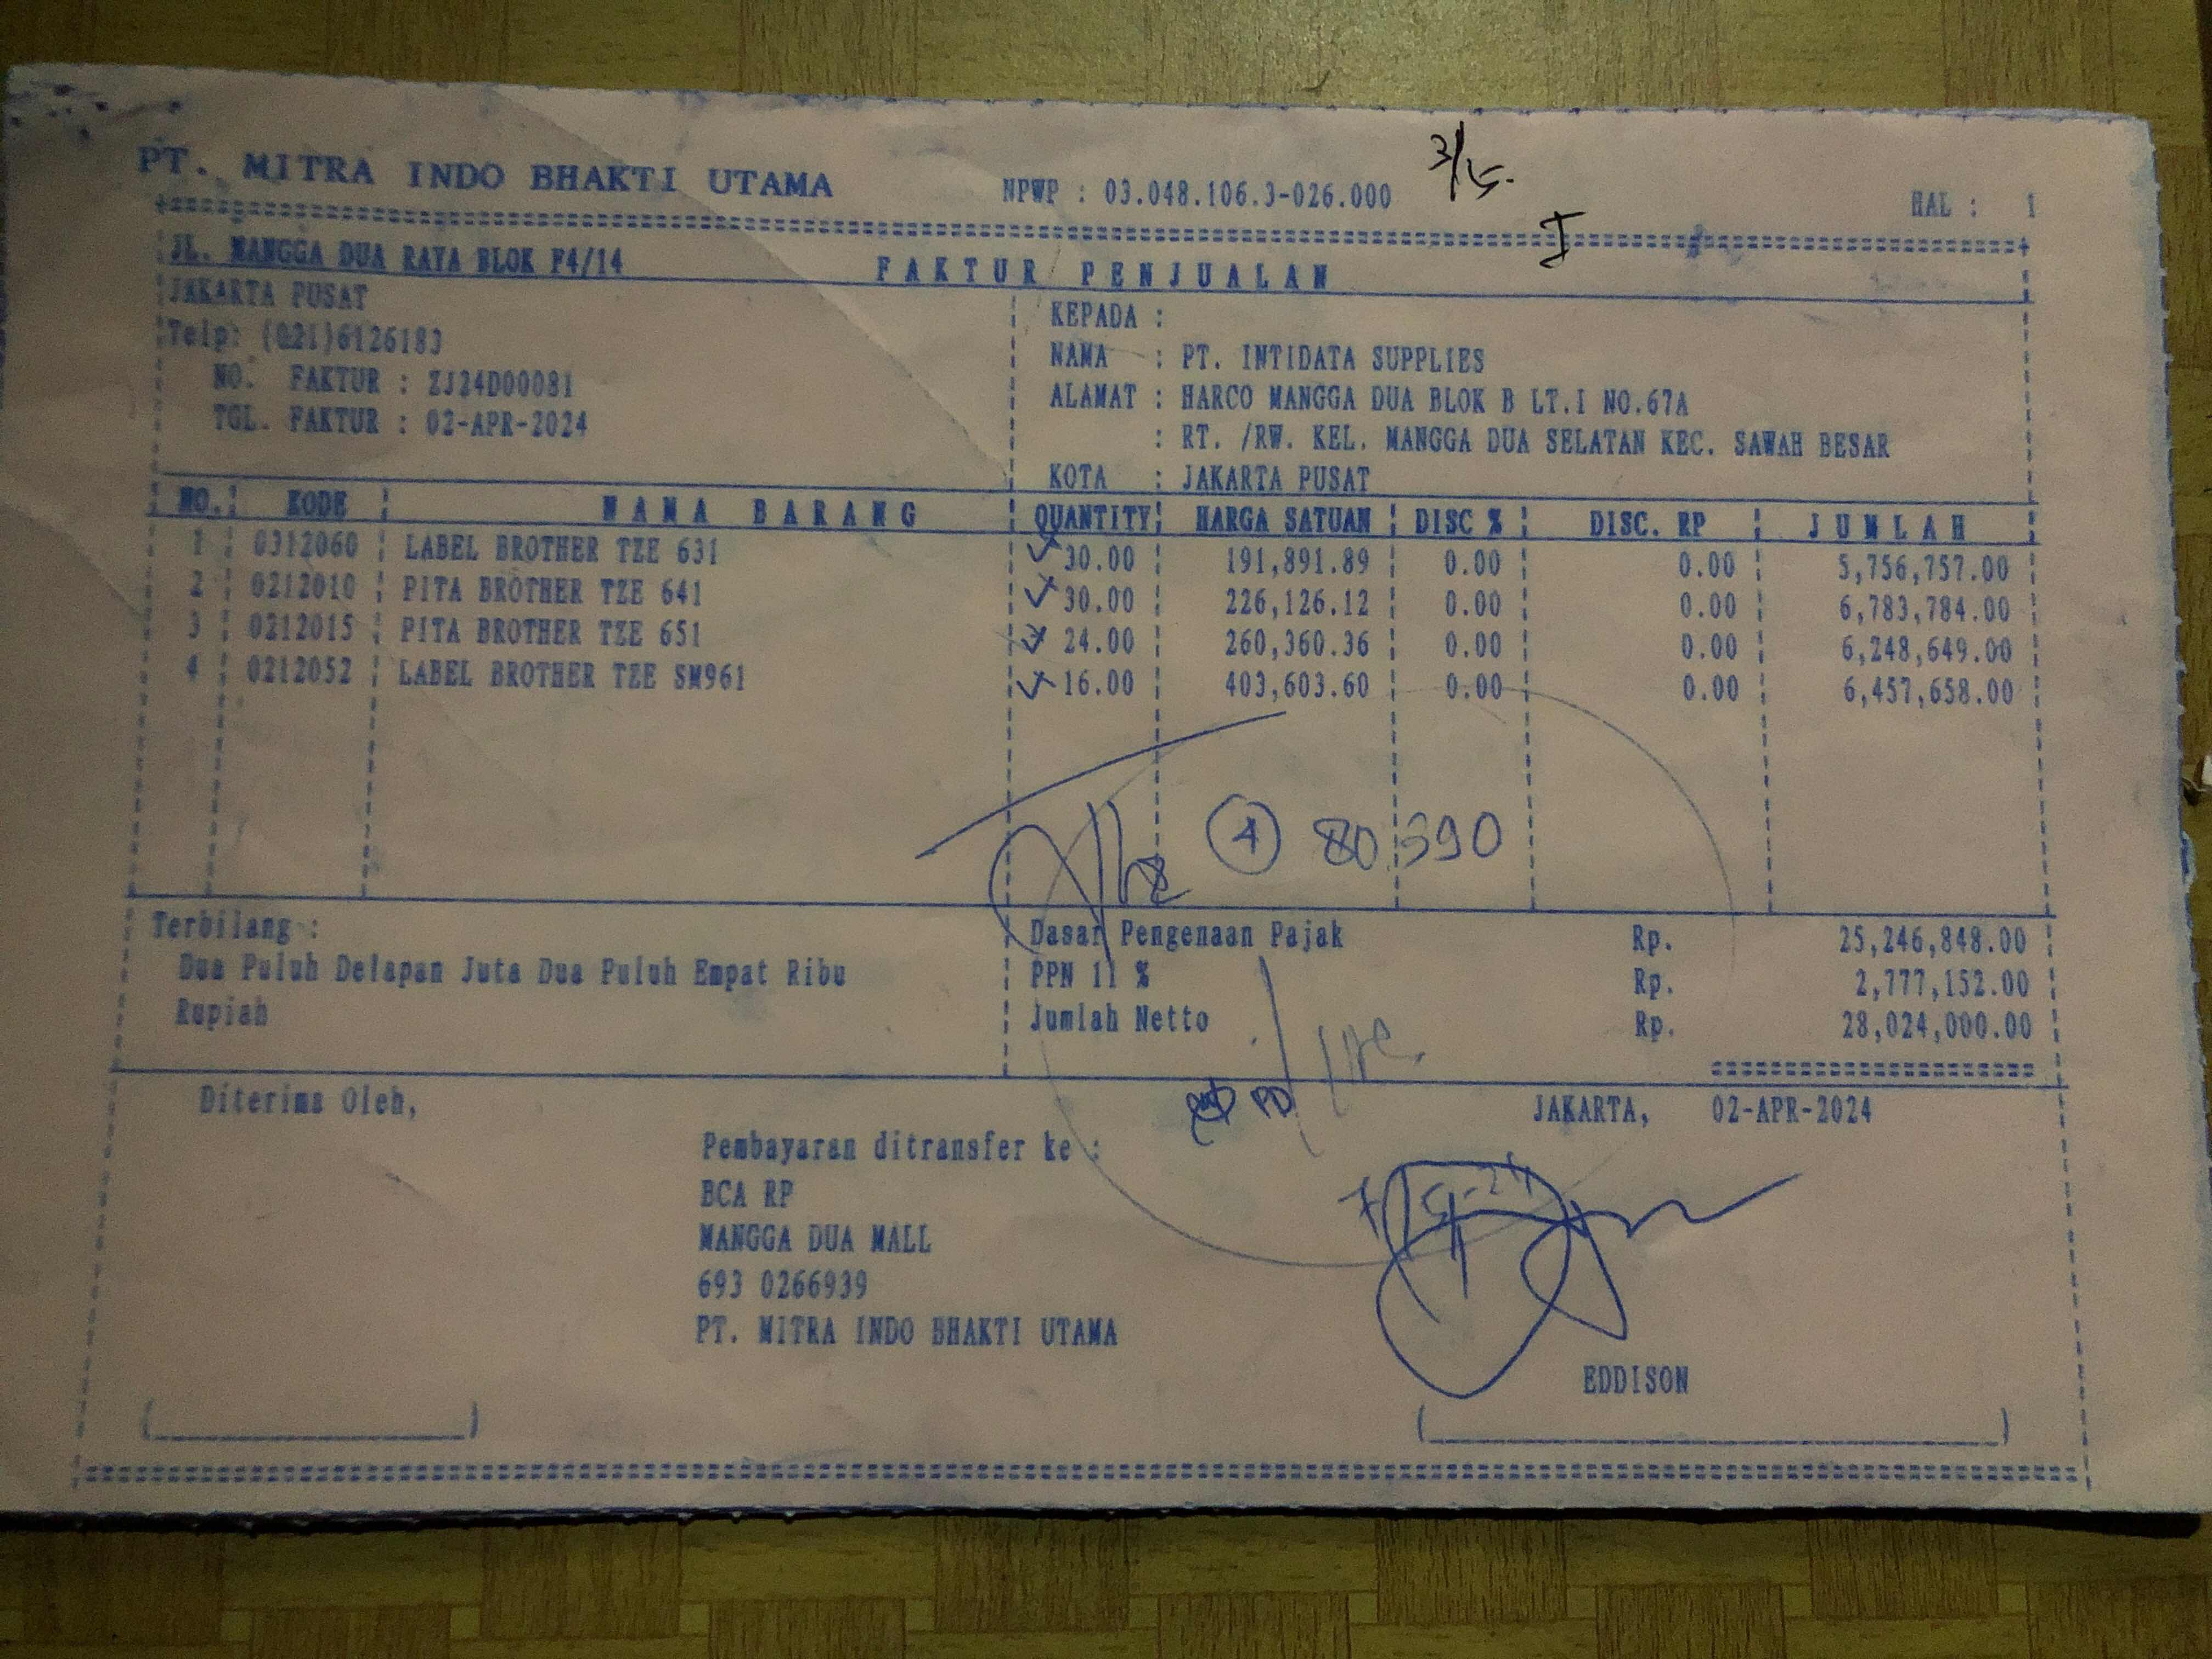 PT. MITRA INDO BHAKTI UTAMA NPWP : 03.048.106.3-026.000 HAL : 1
3/5.
I
JL. MANGGA DUA RAYA BLOK F4/14 FAKTUR PENJUALAN
JAKARTA PUSAT
Telp: (021)6126183
NO. FAKTUR : ZJ24D00081
TGL. FAKTUR : 02-APR-2024
KEPADA :
NAMA : PT. INTIDATA SUPPLIES
ALAMAT : HARCO MANGGA DUA BLOK B LT.I NO.67A
: RT. /RW. KEL. MANGGA DUA SELATAN KEC. SAWAH BESAR
KOTA : JAKARTA PUSAT
NO. KODE NAMA BARANG QUANTITY HARGA SATUAN DISC % DISC. RP JUMLAH
1 0312060 LABEL BROTHER TZE 631 30.00 191,891.89 0.00 0.00 5,756,757.00
2 0212010 PITA BROTHER TZE 641 30.00 226,126.12 0.00 0.00 6,783,784.00
3 0212015 PITA BROTHER TZE 651 24.00 260,360.36 0.00 0.00 6,248,649.00
4 0212052 LABEL BROTHER TZE SM961 16.00 403,603.60 0.00 0.00 6,457,658.00
4
Terbilang :
Dua Puluh Delapan Juta Dua Puluh Empat Ribu
Rupiah
Dasar Pengenaan Pajak Rp. 25,246,848.00
PPN 11 % Rp. 2,777,152.00
Jumlah Netto Rp. 28,024,000.00
Diterima Oleh,
JAKARTA, 02-APR-2024
Pembayaran ditransfer ke :
BCA RP
MANGGA DUA MALL
693 0266939
PT. MITRA INDO BHAKTI UTAMA
EDDISON